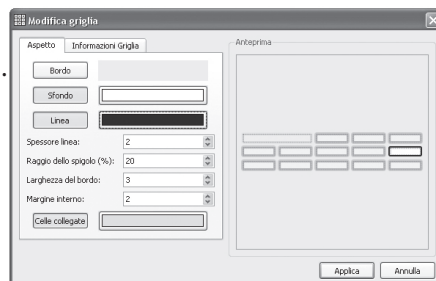 Modifica griglia
Aspetto Informazioni Griglia
Anteprima
Bordo
Sfondo
Linea
Spessore linea: 2
Raggio dello spigolo (%): 20
Larghezza del bordo: 3
Margine interno: 2
Celle collegate
Applica Annulla